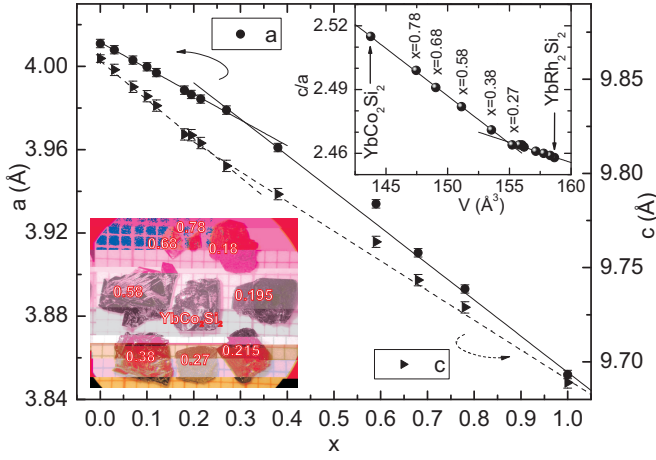 a
4.00
3.96
3.92
3.88
3.84
a (Å)
0.0 0.1 0.2 0.3 0.4 0.5 0.6 0.7 0.8 0.9 1.0
x
9.85
9.80
9.75
9.70
c (Å)
c
2.52
2.49
2.46
c/a
145 150 155 160
V (Å³)
YbCo₂Si₂
x=0.78
x=0.68
x=0.58
x=0.38
x=0.27
YbRh₂Si₂
0.78
0.68 0.18
0.58 0.195
YbCo₂Si₂
0.38 0.27 0.215